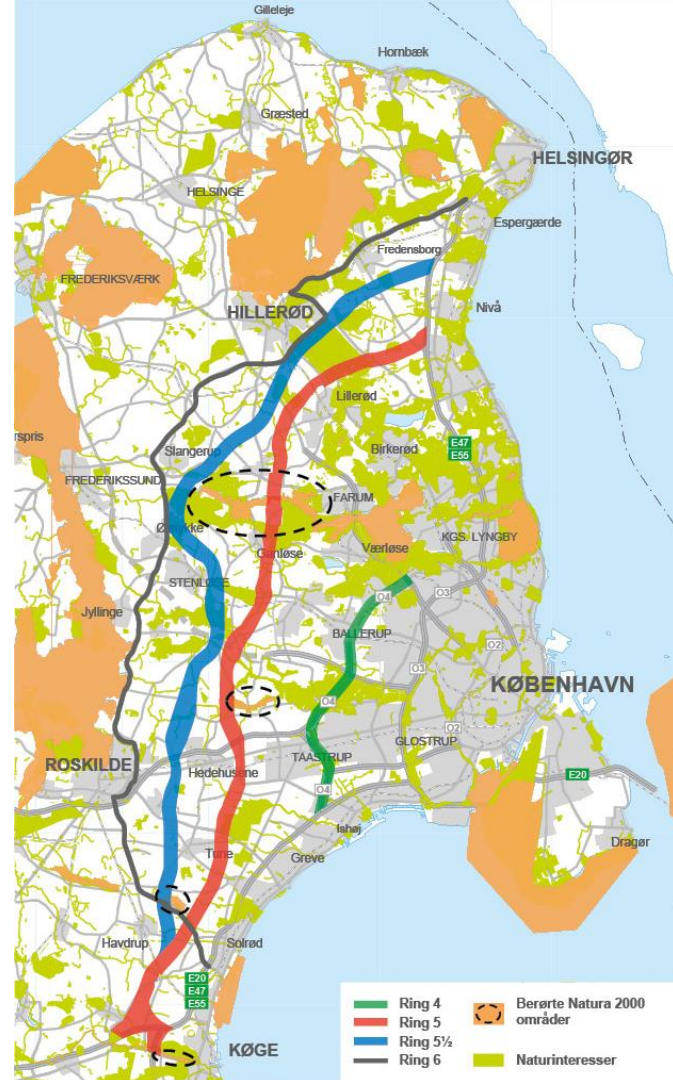 Gilleleje
Hornbæk
Græsted
HELSINGØR
HELSINGE
Espergærde
Fredensborg
FREDERIKSVÆRK
HILLERØD
Nivå
Lillerød
E47
E55
rspris
Birkerød
Slangerup
FREDERIKSSUND
FARUM
KGS. LYNGBY
Værløse
Ganløse
STENLØSE
O4
O3
Jyllinge
BALLERUP
O2
O3
KØBENHAVN
O4
O2
GLOSTRUP
ROSKILDE
TAASTRUP
Hedehusene
E20
O4
Ishøj
Dragør
Tune
Greve
Havdrup
Solrød
E20
E47
E55
KØGE
Ring 4
Ring 5
Ring 5½
Ring 6
Berørte Natura 2000
områder
Naturinteresser